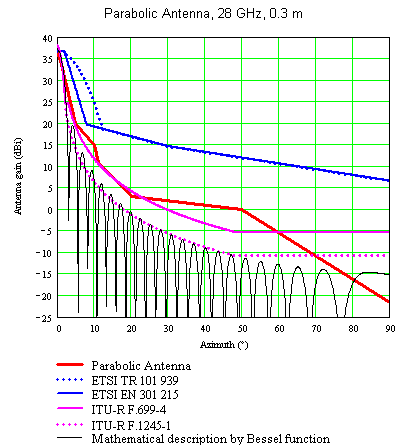 Parabolic Antenna, 28 GHz, 0.3 m
40
35
30
25
20
15
10
5
0
−5
−10
−15
−20
−25
Antenna gain (dBi)
0 10 20 30 40 50 60 70 80 90
Azimuth (°)
Parabolic Antenna
ETSI TR 101 939
ETSI EN 301 215
ITU-R F.699-4
ITU-R F.1245-1
Mathematical description by Bessel function